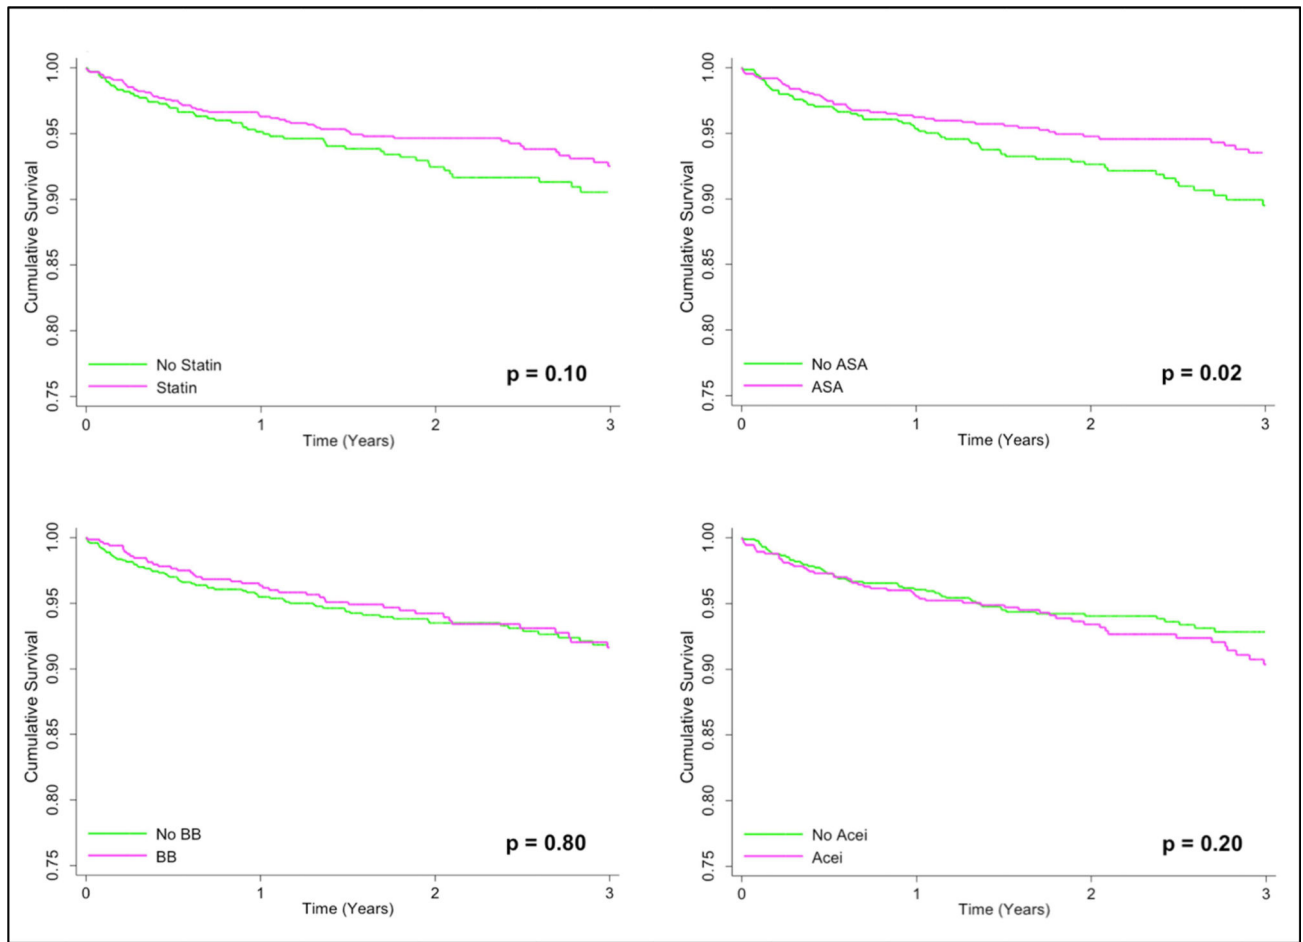 1.00
0.95
0.90
0.85
0.80
0.75
Cumulative Survival
No Statin
Statin
p = 0.10
0 1 2 3
Time (Years)
1.00
0.95
0.90
0.85
0.80
0.75
Cumulative Survival
No ASA
ASA
p = 0.02
0 1 2 3
Time (Years)
1.00
0.95
0.90
0.85
0.80
0.75
Cumulative Survival
No BB
BB
p = 0.80
0 1 2 3
Time (Years)
1.00
0.95
0.90
0.85
0.80
0.75
Cumulative Survival
No Acei
Acei
p = 0.20
0 1 2 3
Time (Years)